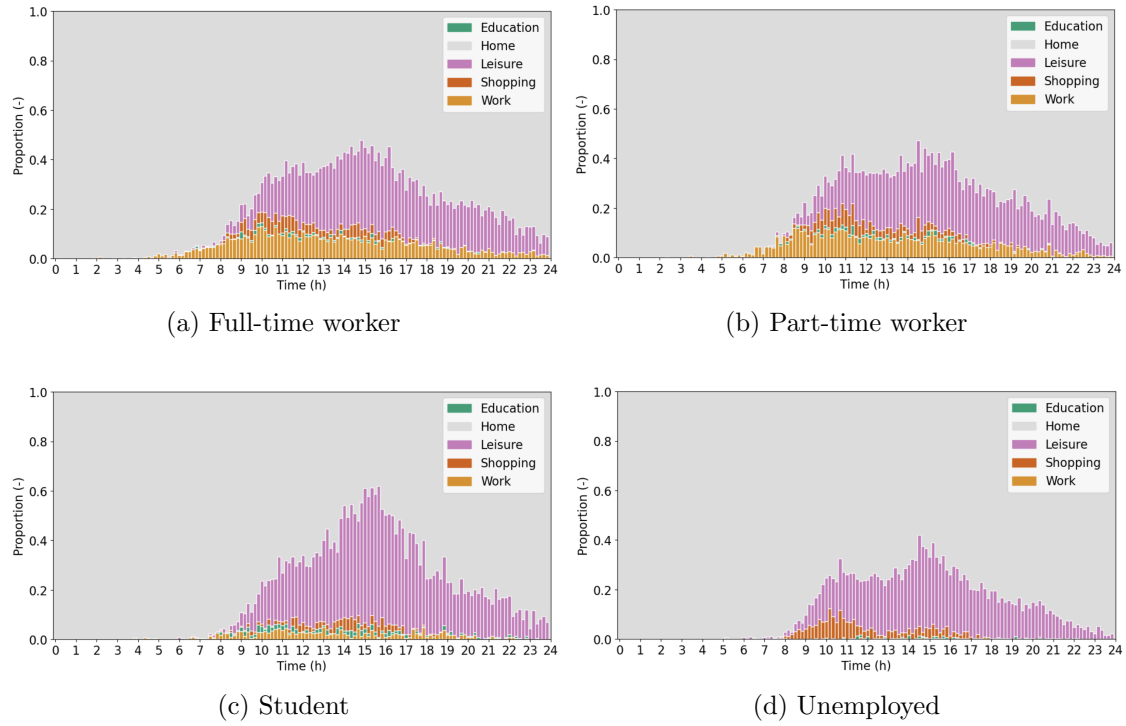 1.0
0.8
0.6
0.4
0.2
0.0
Proportion (-)
Education
Home
Leisure
Shopping
Work
0 1 2 3 4 5 6 7 8 9 10 11 12 13 14 15 16 17 18 19 20 21 22 23 24
Time (h)
(a) Full-time worker
1.0
0.8
0.6
0.4
0.2
0.0
Proportion (-)
Education
Home
Leisure
Shopping
Work
0 1 2 3 4 5 6 7 8 9 10 11 12 13 14 15 16 17 18 19 20 21 22 23 24
Time (h)
(b) Part-time worker
1.0
0.8
0.6
0.4
0.2
0.0
Proportion (-)
Education
Home
Leisure
Shopping
Work
0 1 2 3 4 5 6 7 8 9 10 11 12 13 14 15 16 17 18 19 20 21 22 23 24
Time (h)
(c) Student
1.0
0.8
0.6
0.4
0.2
0.0
Proportion (-)
Education
Home
Leisure
Shopping
Work
0 1 2 3 4 5 6 7 8 9 10 11 12 13 14 15 16 17 18 19 20 21 22 23 24
Time (h)
(d) Unemployed